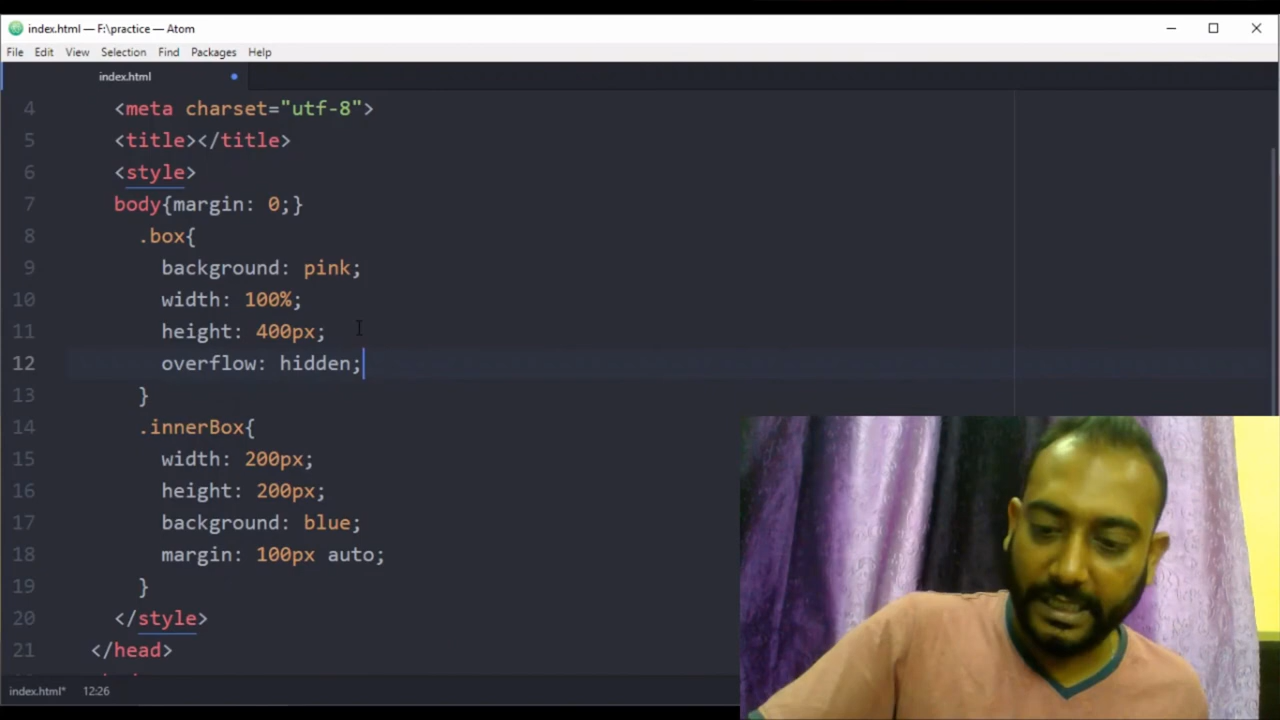 index.html — F:\practice — Atom
File Edit View Selection Find Packages Help
index.html
4 <meta charset="utf-8">
5 <title></title>
6 <style>
7 body{margin: 0;}
8 .box{
9 background: pink;
10 width: 100%;
11 height: 400px;
12 overflow: hidden;
13 }
14 .innerBox{
15 width: 200px;
16 height: 200px;
17 background: blue;
18 margin: 100px auto;
19 }
20 </style>
21 </head>
index.html* 12:26